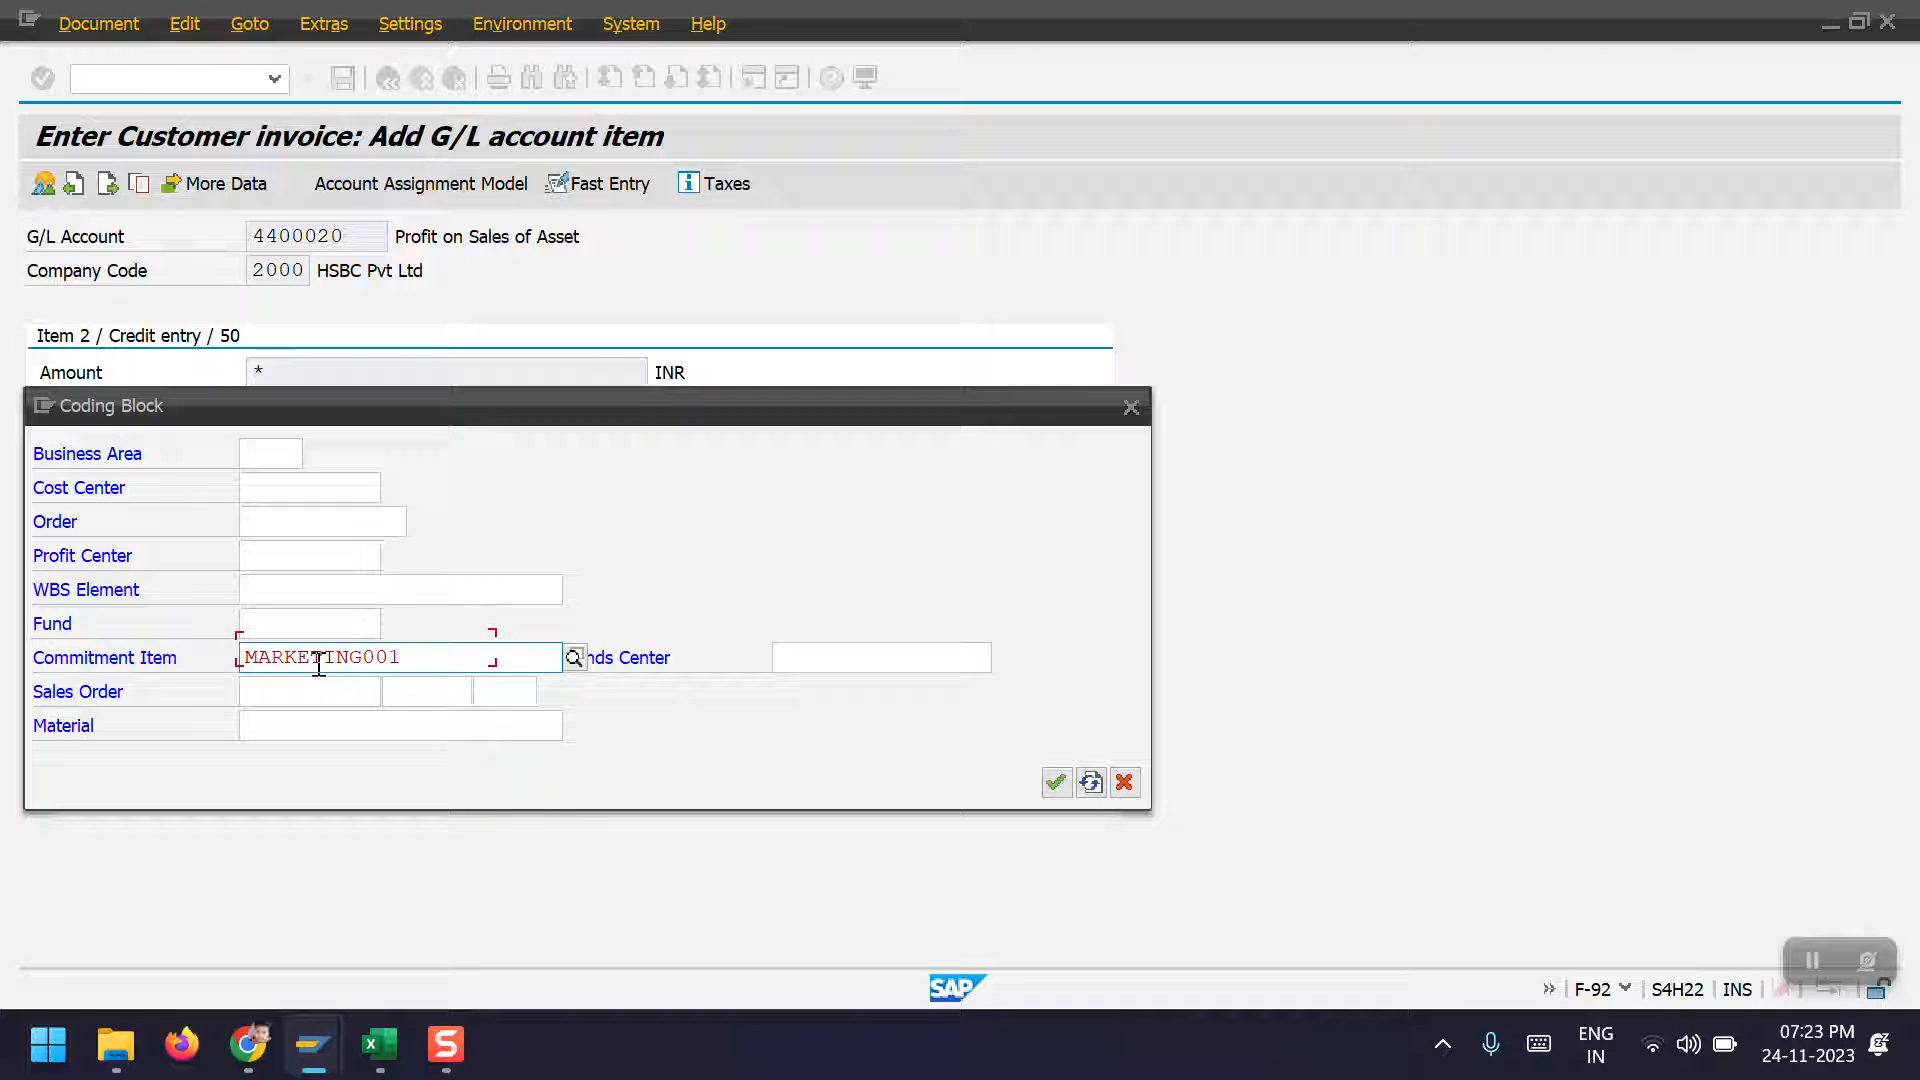 Document Edit Goto Extras Settings Environment System Help
Enter Customer invoice: Add G/L account item
More Data Account Assignment Model Fast Entry Taxes
G/L Account 4400020 Profit on Sales of Asset
Company Code 2000 HSBC Pvt Ltd
Item 2 / Credit entry / 50
Amount * INR
Coding Block
Business Area
Cost Center
Order
Profit Center
WBS Element
Fund
Commitment Item MARKETING001 nds Center
Sales Order
Material
SAP
F-92 S4H22 INS
ENG 07:23 PM
IN 24-11-2023